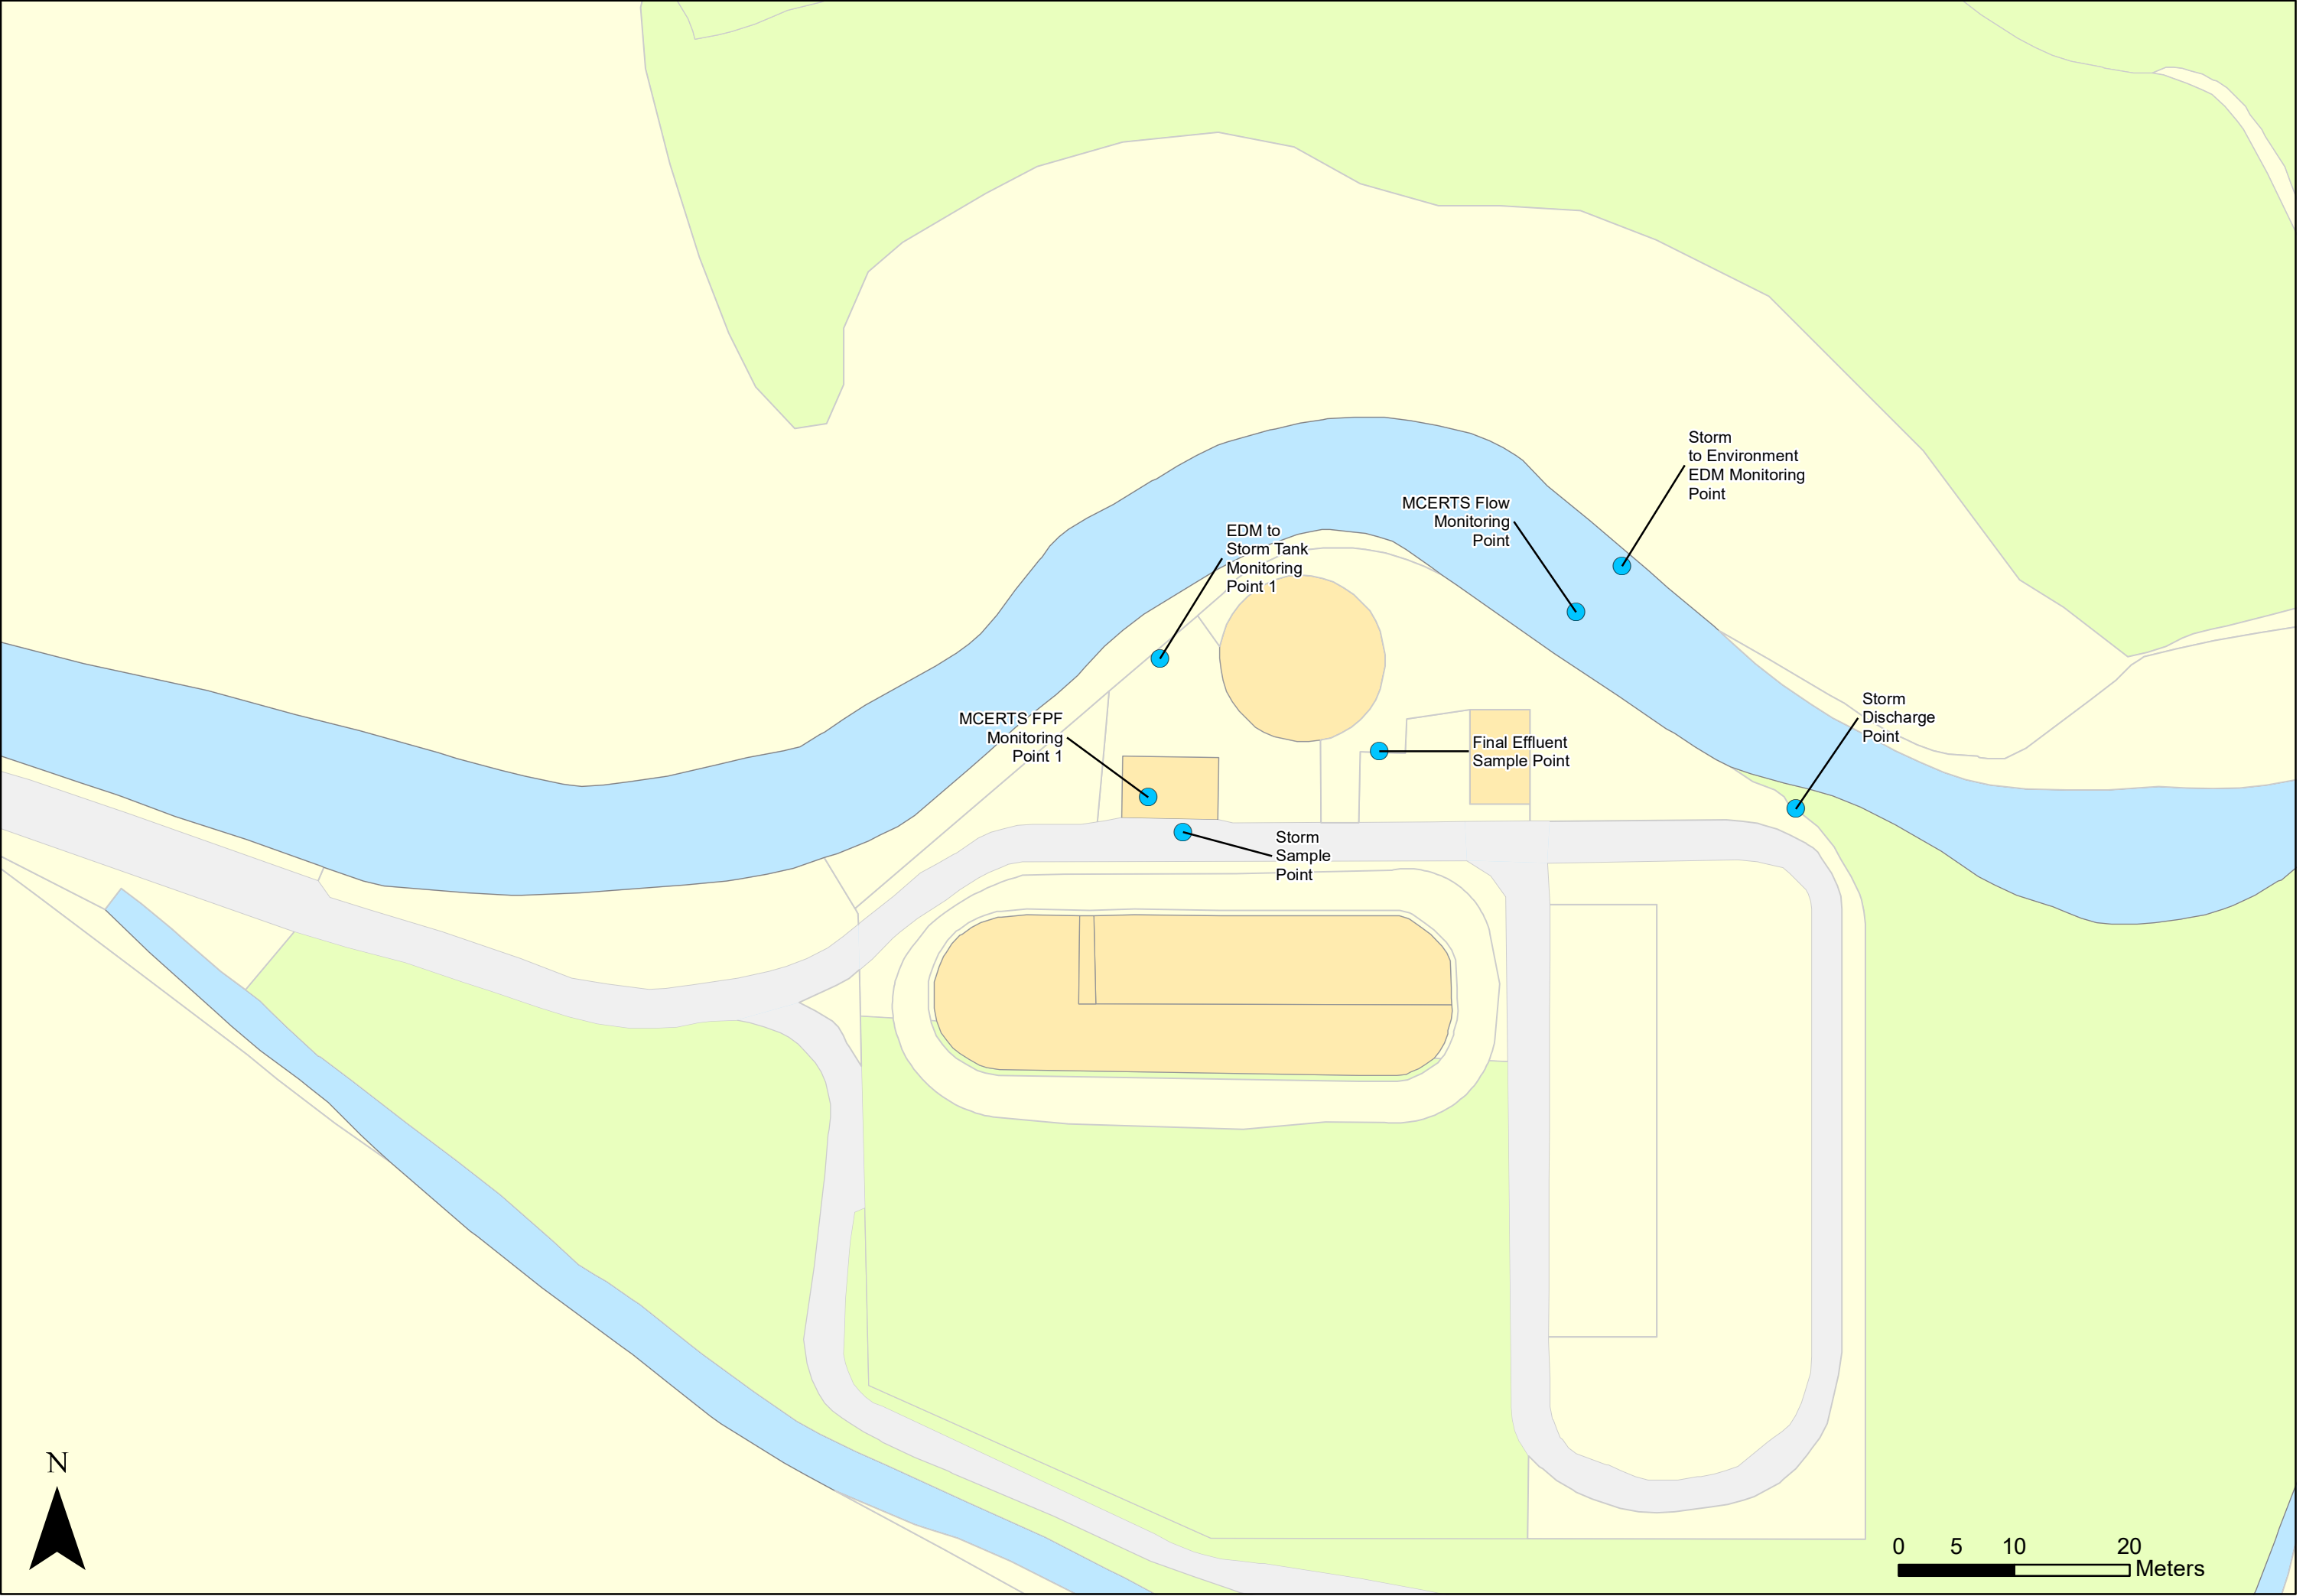 Storm
to Environment
EDM Monitoring
Point
MCERTS Flow
Monitoring
Point
EDM to
Storm Tank
Monitoring
Point 1
Storm
Discharge
Point
MCERTS FPF
Monitoring
Point 1
Final Effluent
Sample Point
Storm
Sample
Point
N
0 5 10 20
Meters